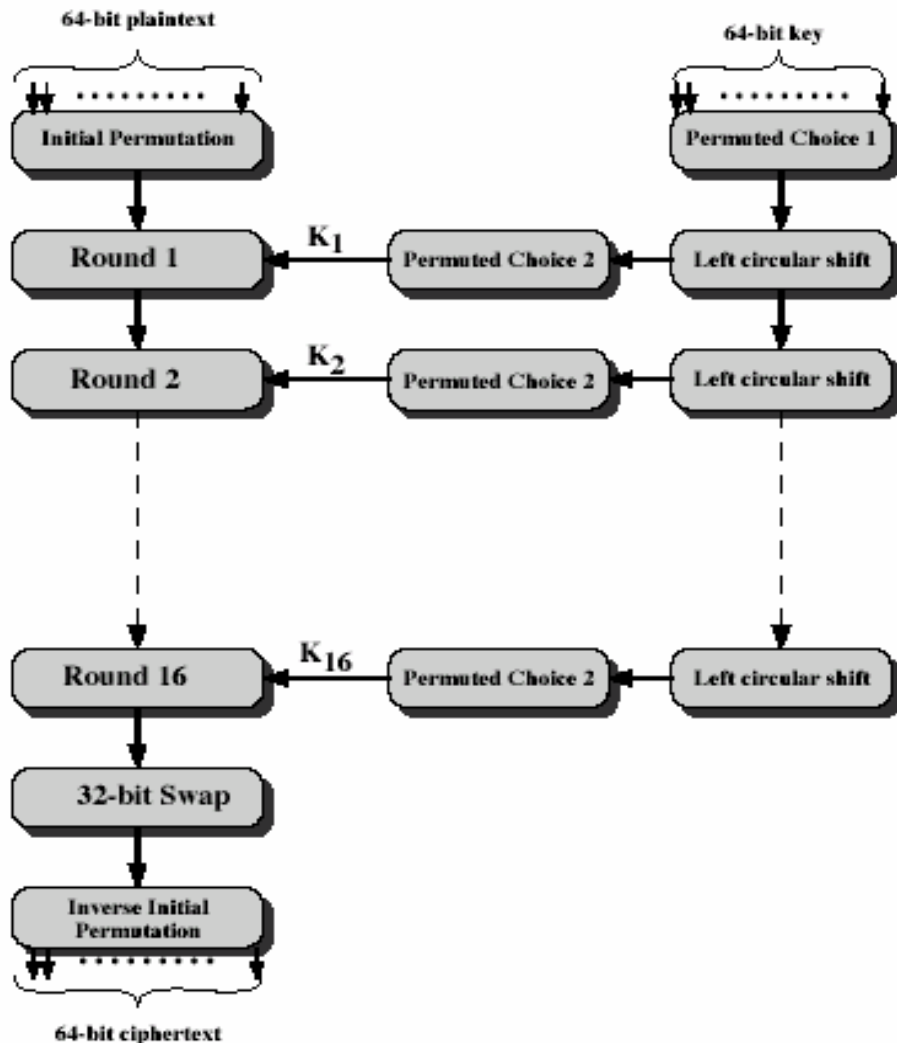 64-bit plaintext
64-bit key
Initial Permutation
Permuted Choice 1
Round 1
K1
Permuted Choice 2
Left circular shift
Round 2
K2
Permuted Choice 2
Left circular shift
Round 16
K16
Permuted Choice 2
Left circular shift
32-bit Swap
Inverse Initial
Permutation
64-bit ciphertext